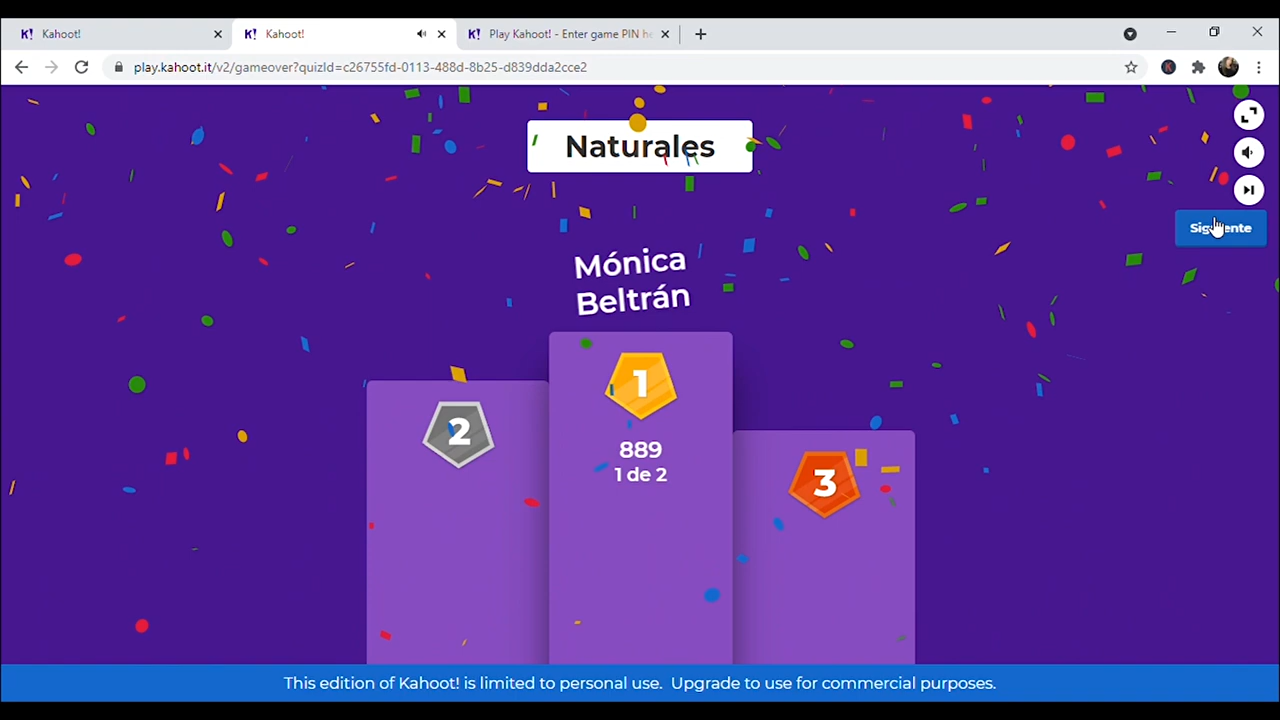 K! Kahoot!
K! Kahoot!
K! Play Kahoot! - Enter game PIN he
play.kahoot.it/v2/gameover?quizId=c26755fd-0113-488d-8b25-d839dda2cce2
K
Naturales
Siguiente
Mónica
Beltrán
1
2
889
1 de 2
3
This edition of Kahoot! is limited to personal use. Upgrade to use for commercial purposes.